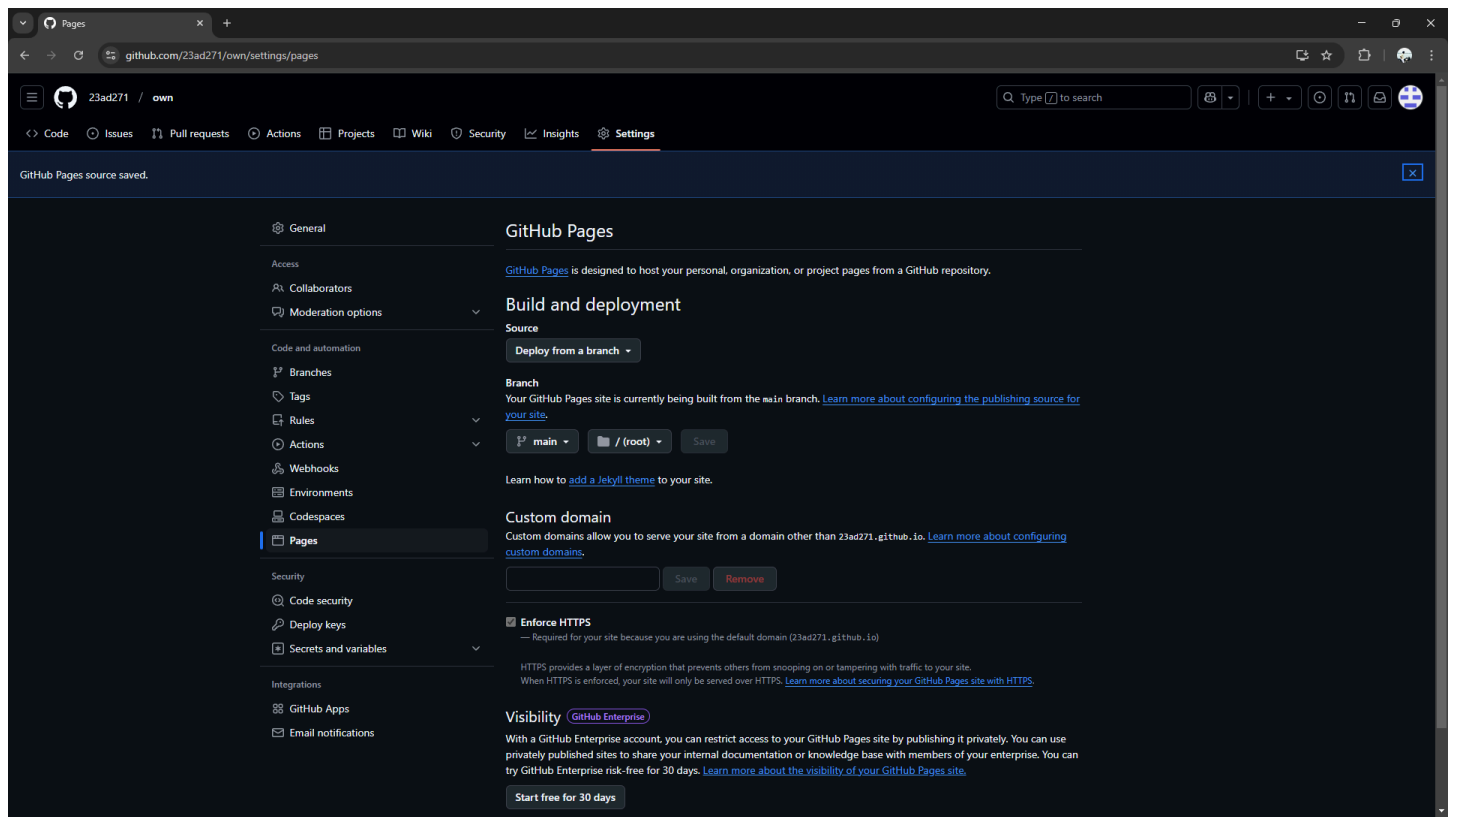 Pages
github.com/23ad271/own/settings/pages
23ad271 / own
Type / to search
Code Issues Pull requests Actions Projects Wiki Security Insights Settings
GitHub Pages source saved.
General
Access
Collaborators
Moderation options
Code and automation
Branches
Tags
Rules
Actions
Webhooks
Environments
Codespaces
Pages
Security
Code security
Deploy keys
Secrets and variables
Integrations
GitHub Apps
Email notifications
GitHub Pages
GitHub Pages is designed to host your personal, organization, or project pages from a GitHub repository.
Build and deployment
Source
Deploy from a branch
Branch
Your GitHub Pages site is currently being built from the main branch. Learn more about configuring the publishing source for
your site.
main / (root) Save
Learn how to add a Jekyll theme to your site.
Custom domain
Custom domains allow you to serve your site from a domain other than 23ad271.github.io. Learn more about configuring
custom domains.
Save Remove
Enforce HTTPS
— Required for your site because you are using the default domain (23ad271.github.io)
HTTPS provides a layer of encryption that prevents others from snooping on or tampering with traffic to your site.
When HTTPS is enforced, your site will only be served over HTTPS. Learn more about securing your GitHub Pages site with HTTPS.
Visibility GitHub Enterprise
With a GitHub Enterprise account, you can restrict access to your GitHub Pages site by publishing it privately. You can use
privately published sites to share your internal documentation or knowledge base with members of your enterprise. You can
try GitHub Enterprise risk-free for 30 days. Learn more about the visibility of your GitHub Pages site.
Start free for 30 days